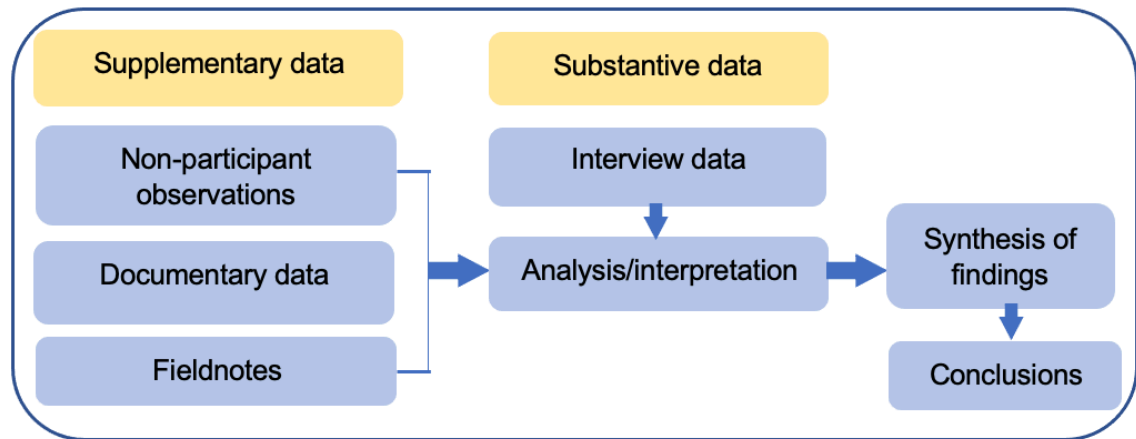 Supplementary data
Substantive data
Non-participant
observations
Interview data
Documentary data
Analysis/interpretation
Synthesis of
findings
Fieldnotes
Conclusions